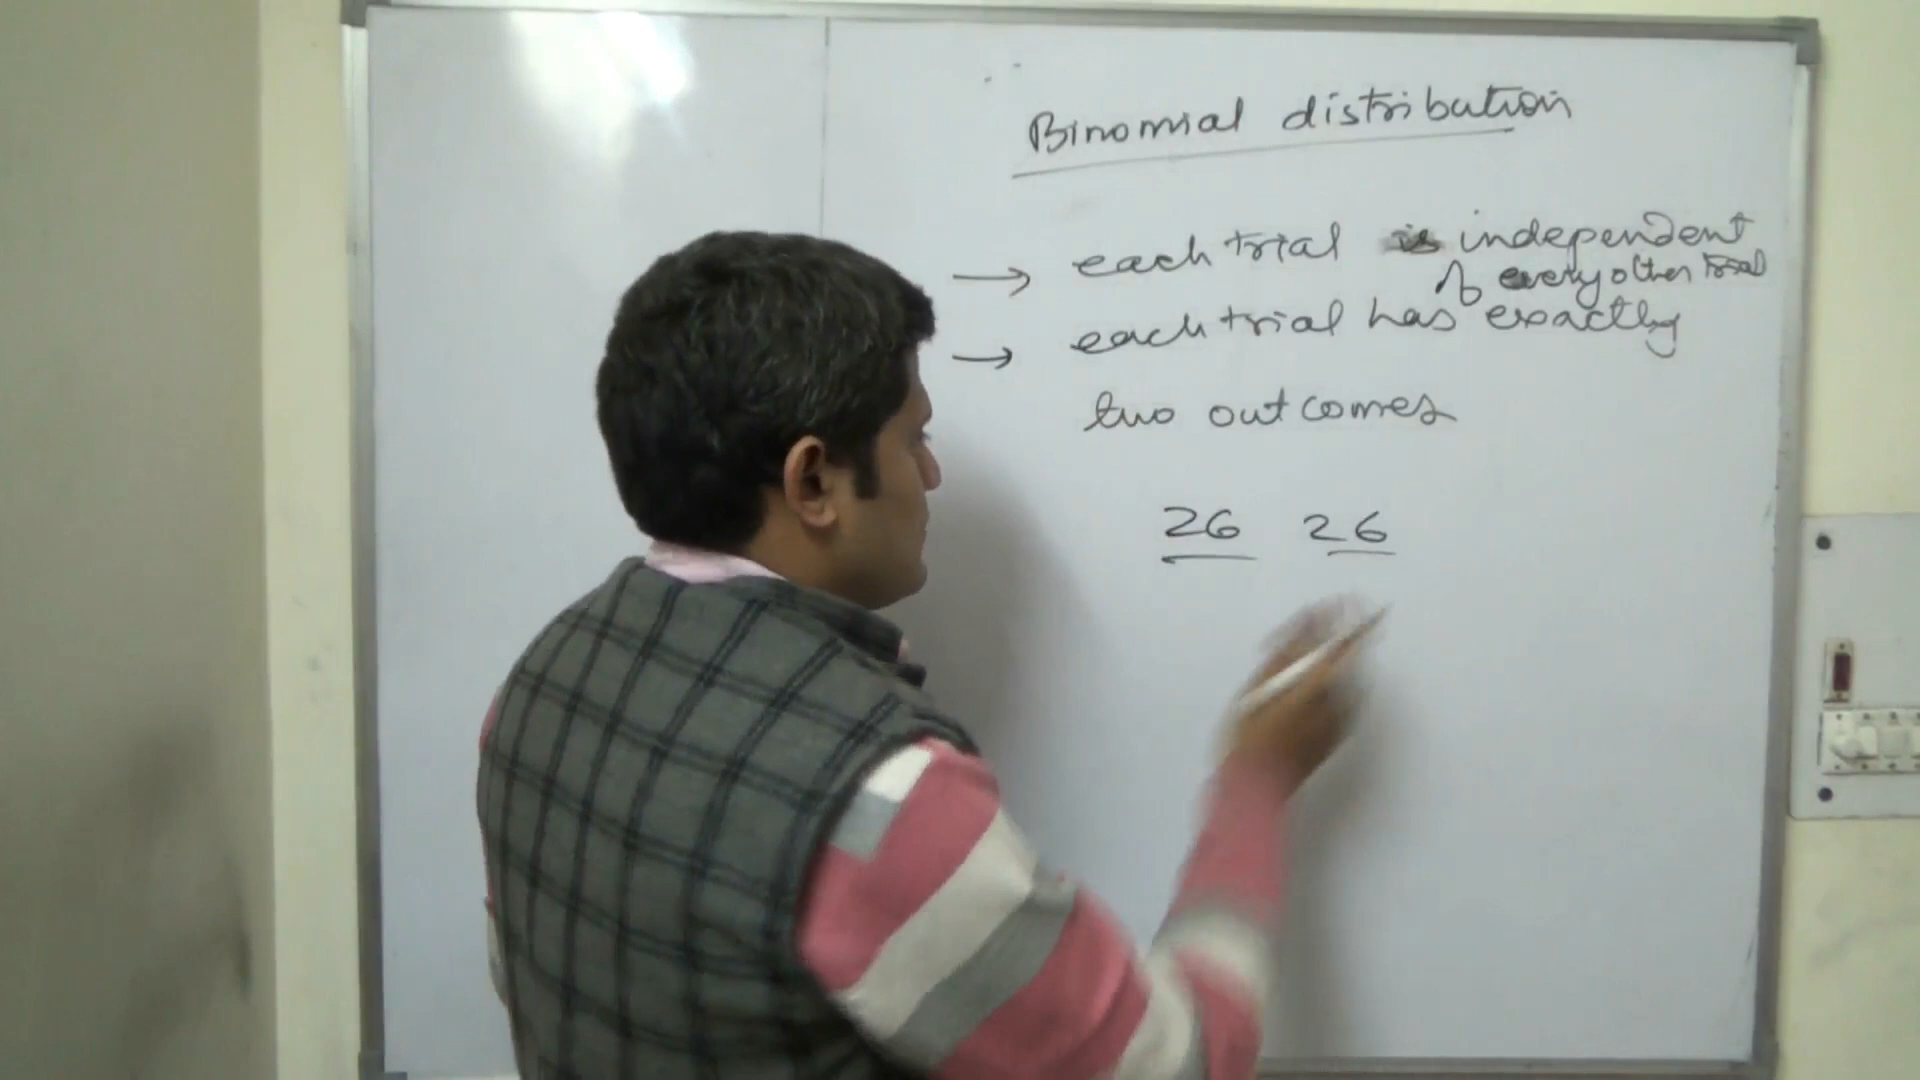 Binomial distribution
→ each trial is independent
of every other trial
→ each trial has exactly
two outcomes
26 26